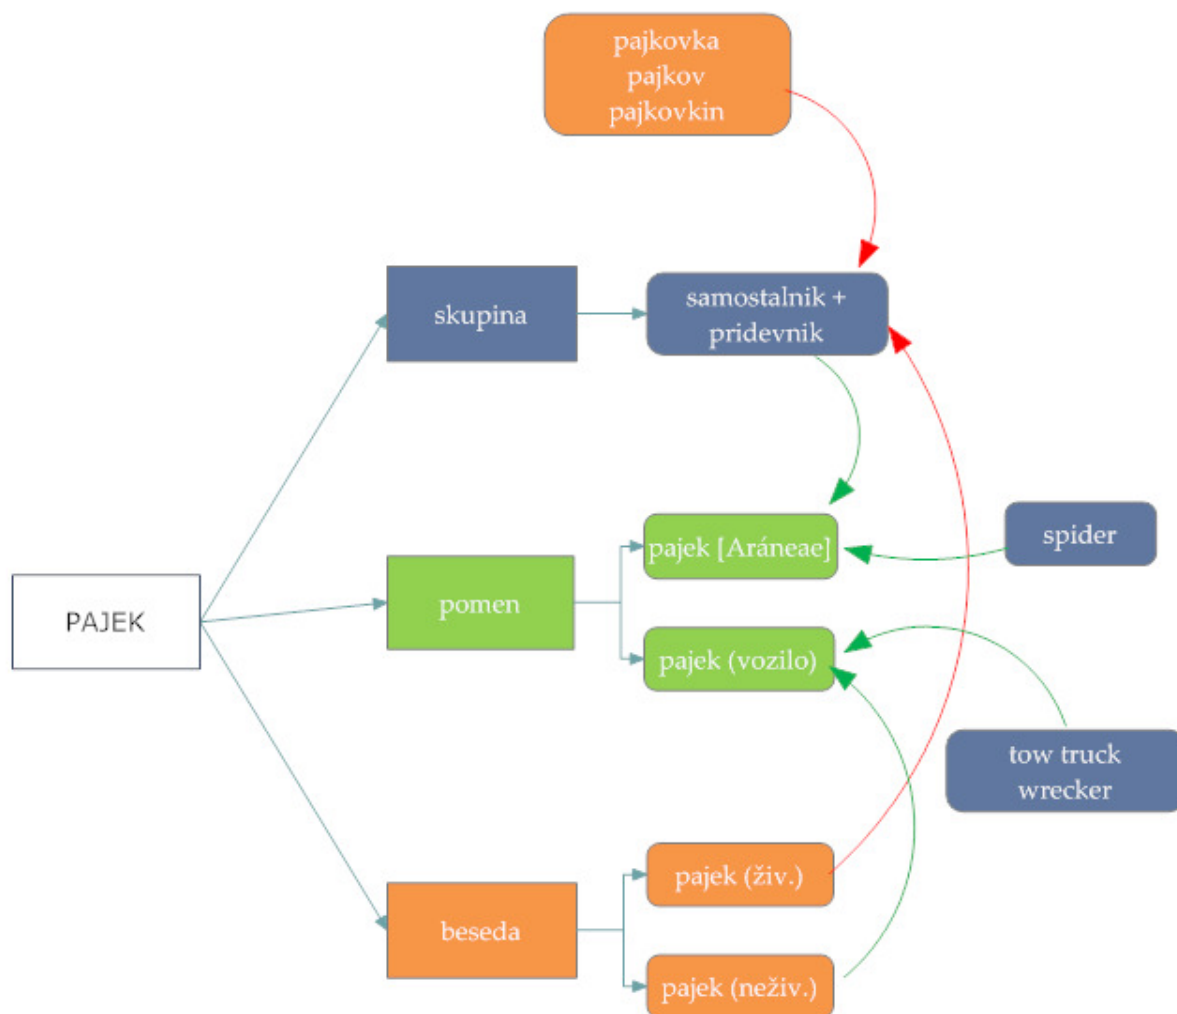 pajkovka
pajkov
pajkovkin
skupina
samostalnik +
pridevnik
pajek [Aráneae]
spider
PAJEK
pomen
pajek (vozilo)
tow truck
wrecker
pajek (živ.)
beseda
pajek (neživ.)